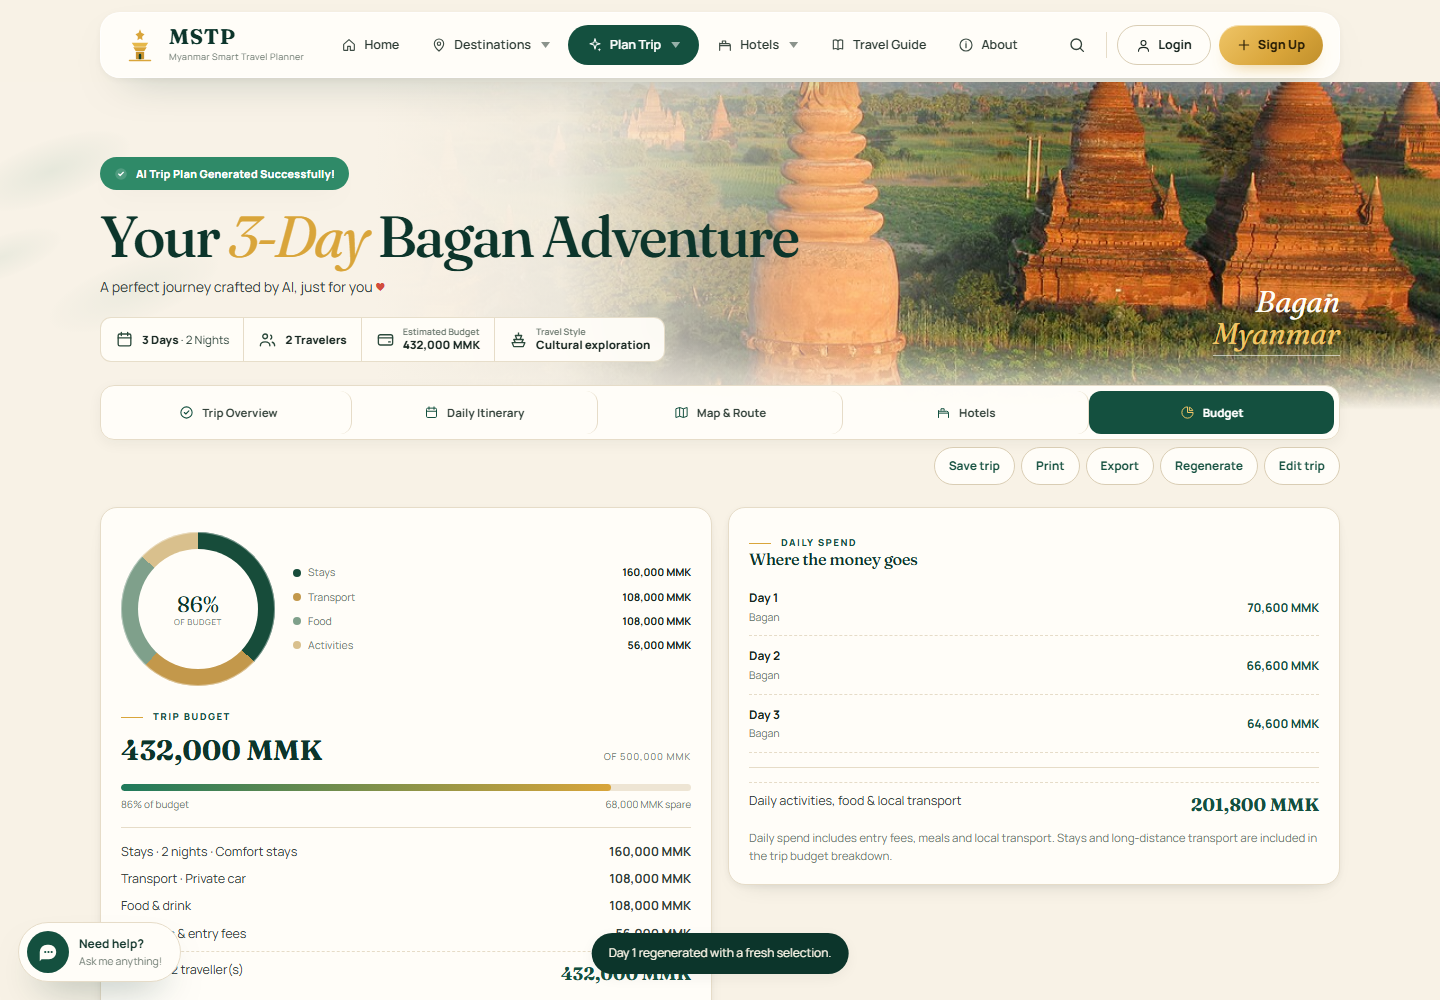 MSTP
Myanmar Smart Travel Planner
Home
Destinations
Plan Trip
Hotels
Travel Guide
About
Login
Sign Up
AI Trip Plan Generated Successfully!
Your 3-Day Bagan Adventure
A perfect journey crafted by AI, just for you
3 Days · 2 Nights
2 Travelers
Estimated Budget
432,000 MMK
Travel Style
Cultural exploration
Bagan
Myanmar
Trip Overview
Daily Itinerary
Map & Route
Hotels
Budget
Save trip
Print
Export
Regenerate
Edit trip
86%
OF BUDGET
Stays 160,000 MMK
Transport 108,000 MMK
Food 108,000 MMK
Activities 56,000 MMK
TRIP BUDGET
432,000 MMK
OF 500,000 MMK
86% of budget
68,000 MMK spare
Stays · 2 nights · Comfort stays 160,000 MMK
Transport · Private car 108,000 MMK
Food & drink 108,000 MMK
& entry fees 56,000 MMK
2 traveller(s) 432,000 MMK
DAILY SPEND
Where the money goes
Day 1
Bagan
70,600 MMK
Day 2
Bagan
66,600 MMK
Day 3
Bagan
64,600 MMK
Daily activities, food & local transport 201,800 MMK
Daily spend includes entry fees, meals and local transport. Stays and long-distance transport are included in
the trip budget breakdown.
Need help?
Ask me anything!
Day 1 regenerated with a fresh selection.